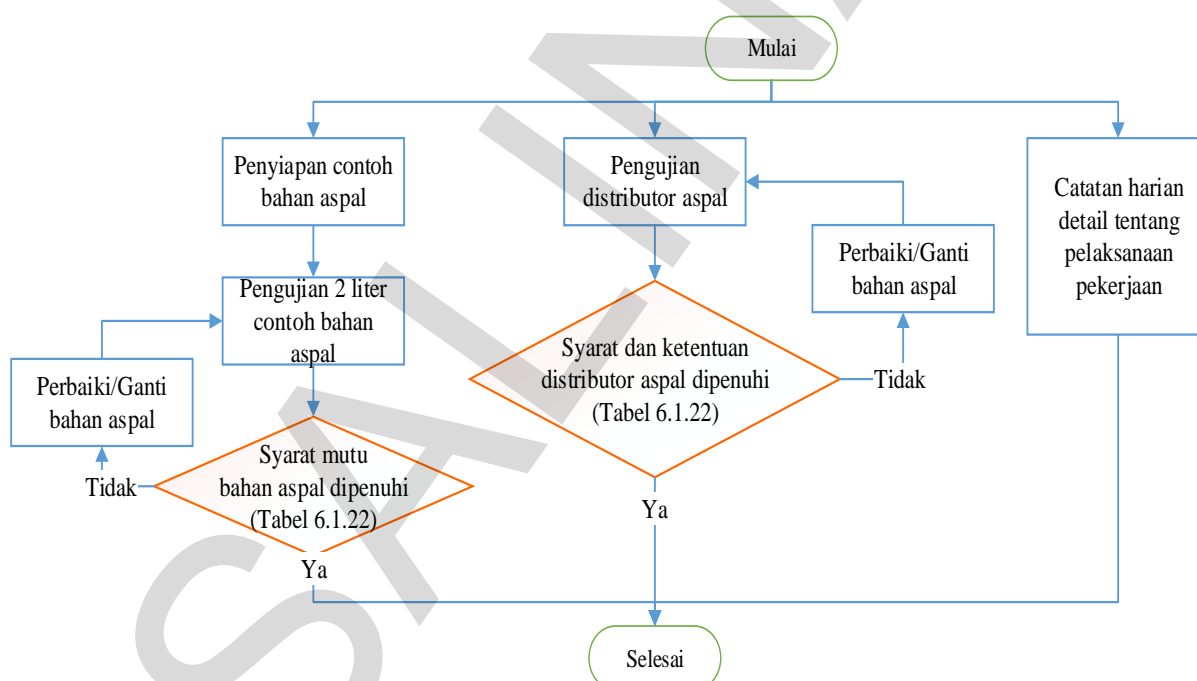 Mulai
Penyiapan contoh
bahan aspal
Pengujian 2 liter
contoh bahan
aspal
Perbaiki/Ganti
bahan aspal
Tidak
Syarat mutu
bahan aspal dipenuhi
(Tabel 6.1.22)
Ya
Pengujian
distributor aspal
Syarat dan ketentuan
distributor aspal dipenuhi
(Tabel 6.1.22)
Perbaiki/Ganti
bahan aspal
Tidak
Ya
Catatan harian
detail tentang
pelaksanaan
pekerjaan
Selesai
SALINA